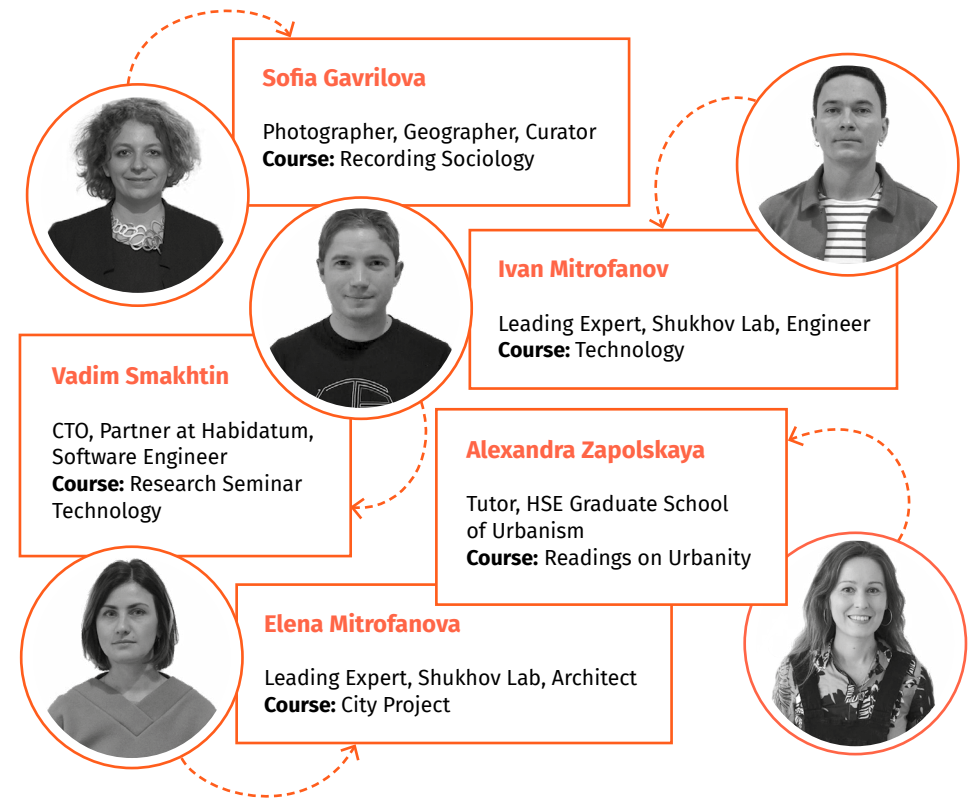 Sofia Gavrilova
Photographer, Geographer, Curator
Course: Recording Sociology
Ivan Mitrofanov
Leading Expert, Shukhov Lab, Engineer
Course: Technology
Vadim Smakhtin
CTO, Partner at Habidatum,
Software Engineer
Course: Research Seminar
Technology
Alexandra Zapolskaya
Tutor, HSE Graduate School
of Urbanism
Course: Readings on Urbanity
Elena Mitrofanova
Leading Expert, Shukhov Lab, Architect
Course: City Project